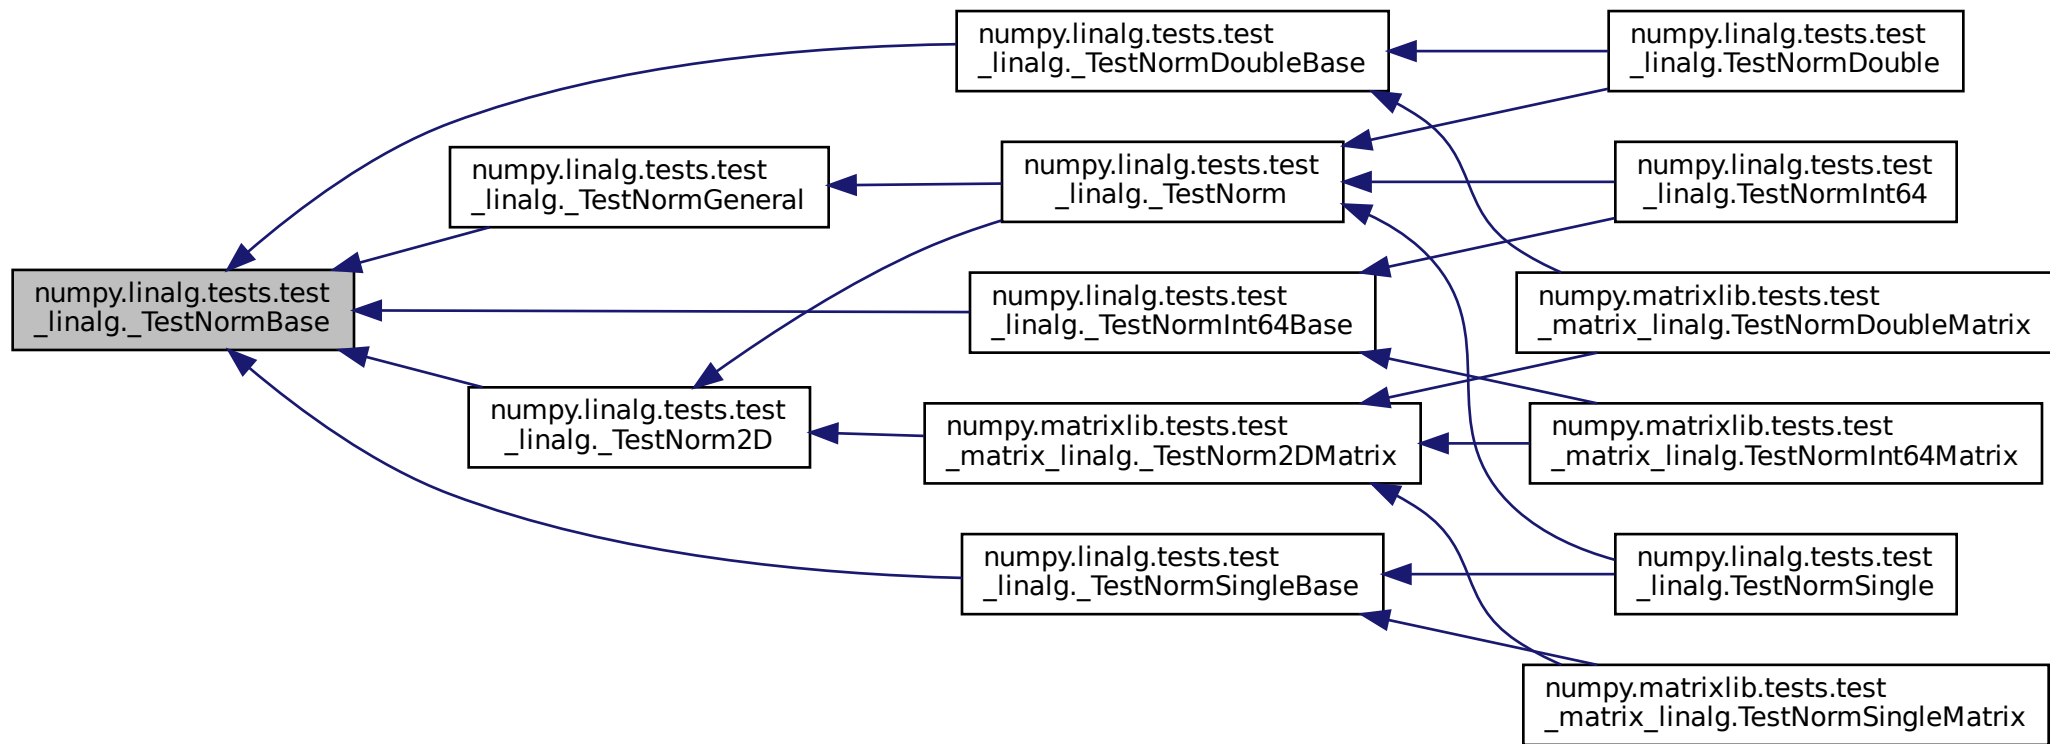 numpy.linalg.tests.test
_linalg._TestNormBase
numpy.linalg.tests.test
_linalg._TestNormDoubleBase
numpy.linalg.tests.test
_linalg._TestNormGeneral
numpy.linalg.tests.test
_linalg._TestNormInt64Base
numpy.linalg.tests.test
_linalg._TestNorm2D
numpy.linalg.tests.test
_linalg._TestNormSingleBase
numpy.linalg.tests.test
_linalg._TestNorm
numpy.matrixlib.tests.test
_matrix_linalg._TestNorm2DMatrix
numpy.linalg.tests.test
_linalg.TestNormDouble
numpy.linalg.tests.test
_linalg.TestNormInt64
numpy.matrixlib.tests.test
_matrix_linalg.TestNormDoubleMatrix
numpy.matrixlib.tests.test
_matrix_linalg.TestNormInt64Matrix
numpy.linalg.tests.test
_linalg.TestNormSingle
numpy.matrixlib.tests.test
_matrix_linalg.TestNormSingleMatrix